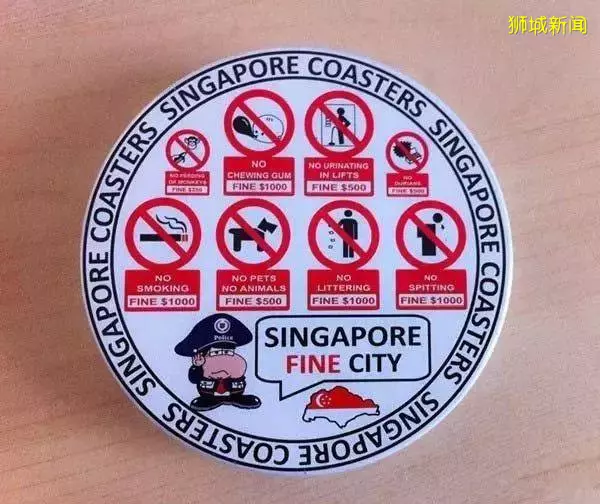 狮城新闻
SINGAPORE COASTERS SINGAPORE COASTERS SINGAPORE COASTERS SINGAPORE COASTERS
NO FEEDING
OF MONKEYS
FINE $250
NO
CHEWING GUM
FINE $1000
NO URINATING
IN LIFTS
FINE $500
NO
DURIANS
FINE $500
NO
SMOKING
FINE $1000
NO PETS
NO ANIMALS
FINE $500
NO
LITTERING
FINE $1000
NO
SPITTING
FINE $1000
Police
SINGAPORE
FINE CITY